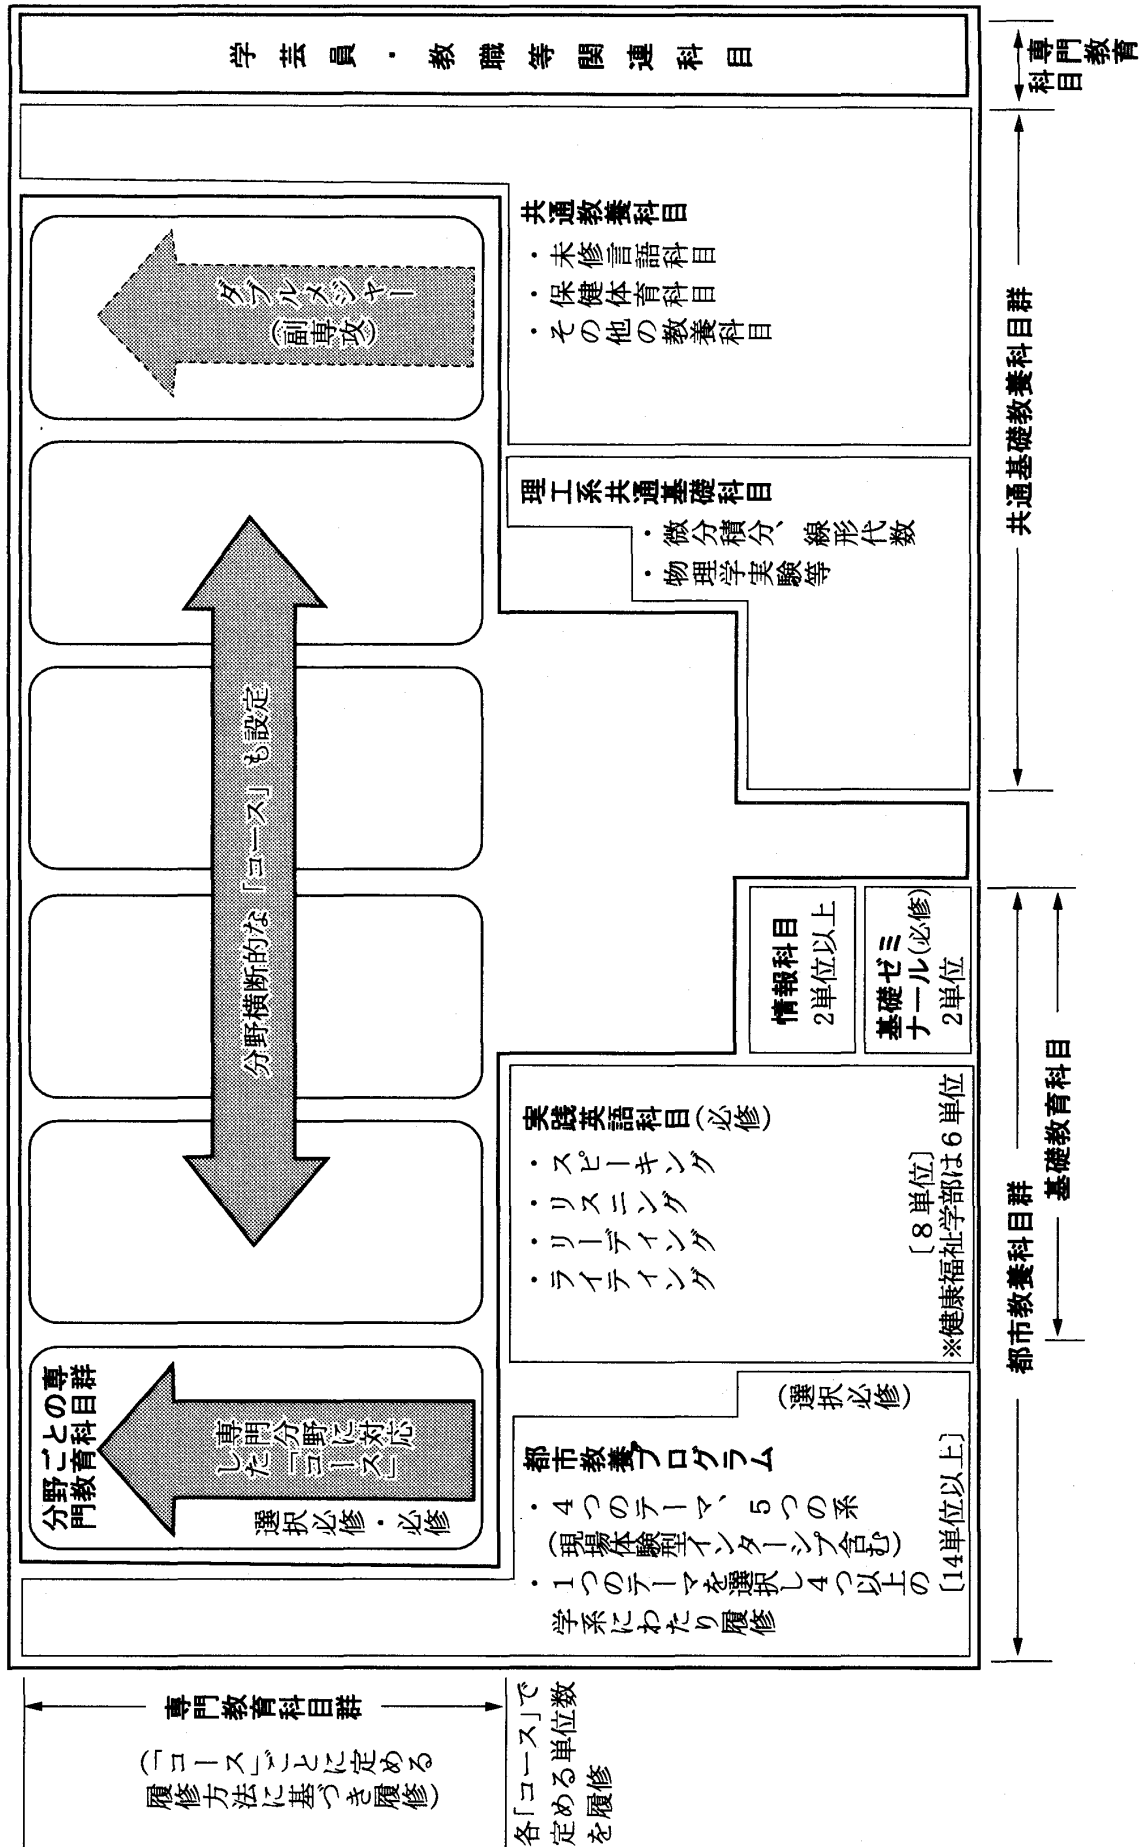 専門教育科目群
(「コース」ごとに定める
履修方法に基づき履修)
各「コース」で
定める単位数
を履修
分野ごとの専
門教育科目群
専門分野に対応
した「コース」
選択必修・必修
分野横断的な「コース」も設定
ダブルメジャー
(副専攻)
学芸員・教職等関連科目
都市教養プログラム
(選択必修)
・4つのテーマ、5つの系
(現場体験型インターシプ含む)
・1つのテーマを選択し4つ以上の
学系にわたり履修
〔14単位以上〕
実践英語科目(必修)
・スピーキング
・リスニング
・リーディング
・ライティング
〔8単位〕
※健康福祉学部は6単位
情報科目
2単位以上
基礎ゼミ
ナール(必修)
2単位
理工系共通基礎科目
・微分積分、線形代数
・物理学実験等
共通教養科目
・未修言語科目
・保健体育科目
・その他の教養科目
都市教養科目群
基礎教育科目
共通基礎教養科目群
専門教育
科目